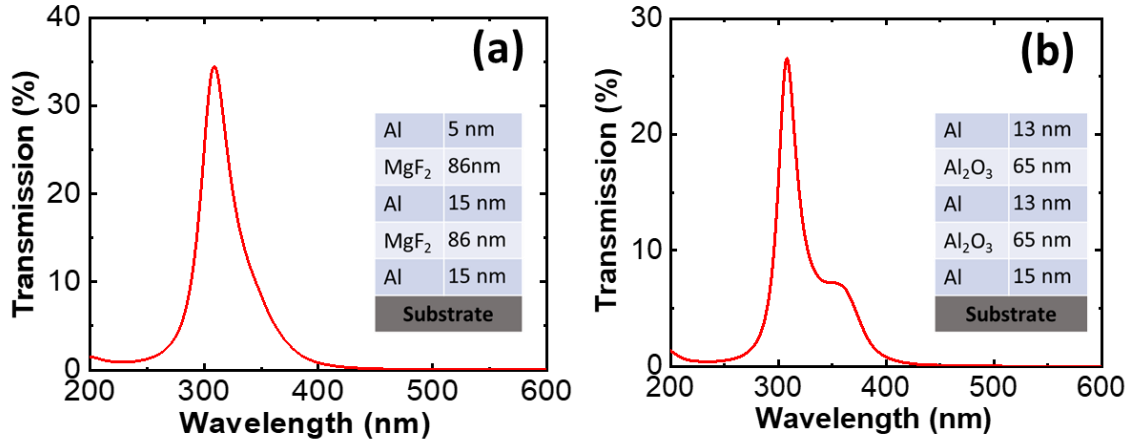 (a)
Transmission (%)
40
30
20
10
0
200 300 400 500 600
Wavelength (nm)
Al 5 nm
MgF₂ 86nm
Al 15 nm
MgF₂ 86 nm
Al 15 nm
Substrate
(b)
Transmission (%)
30
20
10
0
200 300 400 500 600
Wavelength (nm)
Al 13 nm
Al₂O₃ 65 nm
Al 13 nm
Al₂O₃ 65 nm
Al 15 nm
Substrate